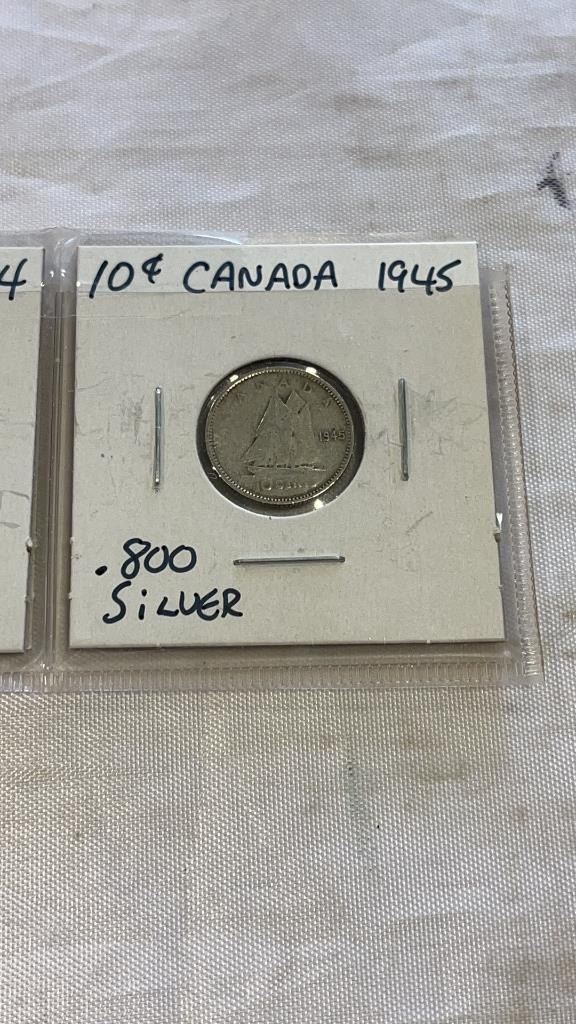 4
10¢ CANADA 1945
CANADA
1945
10 CENTS
.800
SILVER